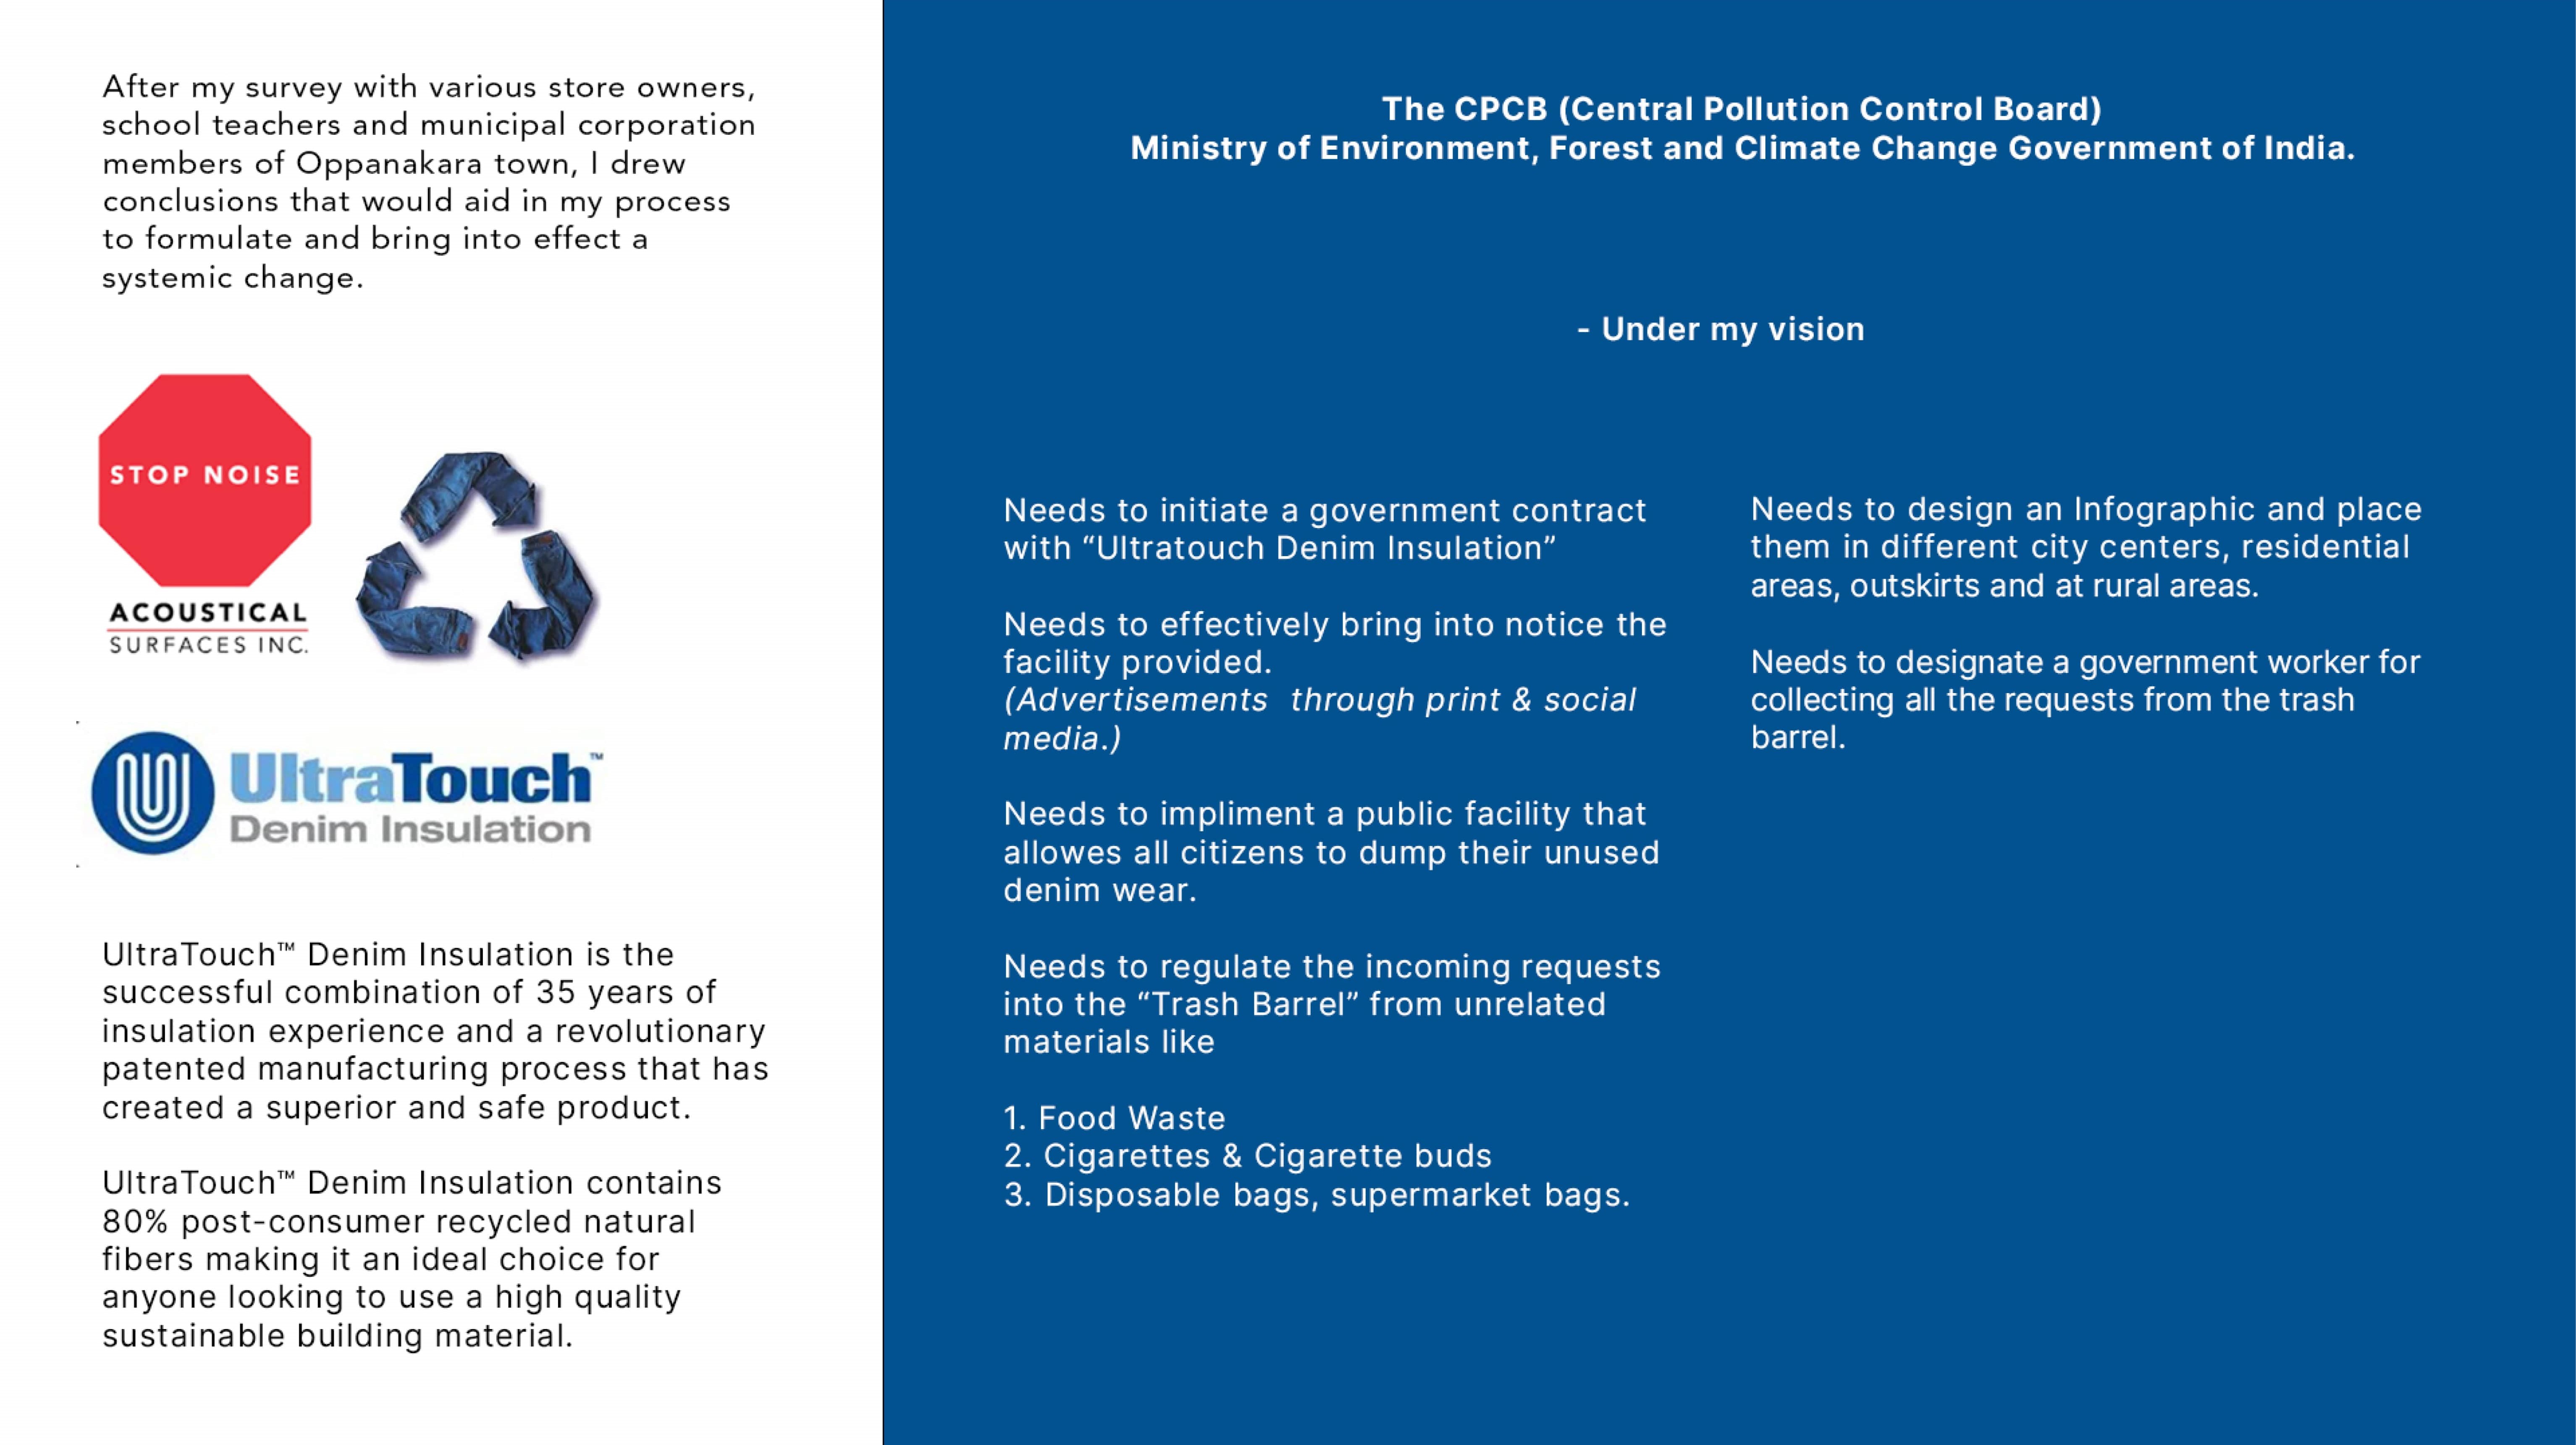 After my survey with various store owners,
school teachers and municipal corporation
members of Oppanakara town, I drew
conclusions that would aid in my process
to formulate and bring into effect a
systemic change.
STOP NOISE
ACOUSTICAL
SURFACES INC.
UltraTouch™
Denim Insulation
UltraTouch™ Denim Insulation is the
successful combination of 35 years of
insulation experience and a revolutionary
patented manufacturing process that has
created a superior and safe product.
UltraTouch™ Denim Insulation contains
80% post-consumer recycled natural
fibers making it an ideal choice for
anyone looking to use a high quality
sustainable building material.
The CPCB (Central Pollution Control Board)
Ministry of Environment, Forest and Climate Change Government of India.
- Under my vision
Needs to initiate a government contract
with “Ultratouch Denim Insulation”
Needs to effectively bring into notice the
facility provided.
(Advertisements through print & social
media.)
Needs to impliment a public facility that
allowes all citizens to dump their unused
denim wear.
Needs to regulate the incoming requests
into the “Trash Barrel” from unrelated
materials like
1. Food Waste
2. Cigarettes & Cigarette buds
3. Disposable bags, supermarket bags.
Needs to design an Infographic and place
them in different city centers, residential
areas, outskirts and at rural areas.
Needs to designate a government worker for
collecting all the requests from the trash
barrel.